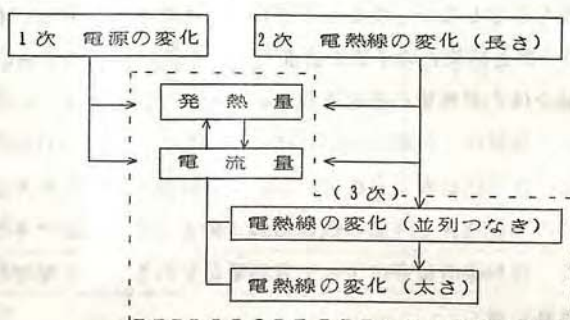 1次 電源の変化
2次 電熱線の変化（長さ）
発熱量
電流量
（3次）
電熱線の変化（並列つなぎ）
電熱線の変化（太さ）